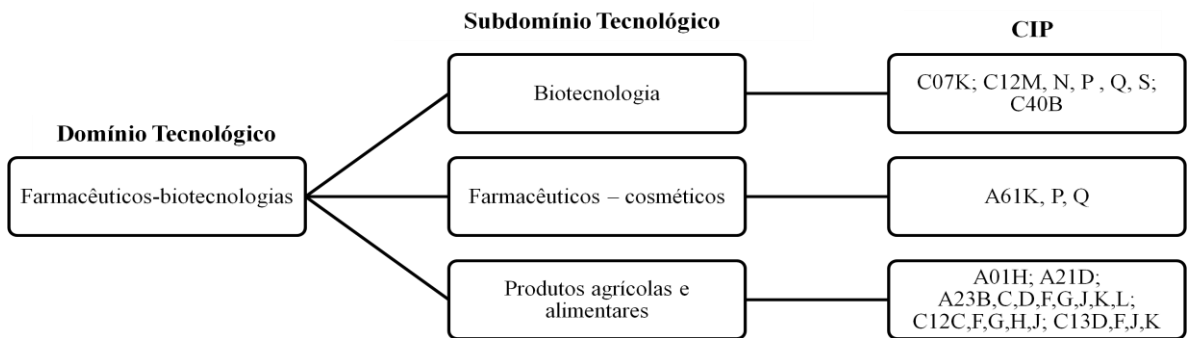 Domínio Tecnológico
Farmacêuticos-biotecnologias
Subdomínio Tecnológico
Biotecnologia
Farmacêuticos – cosméticos
Produtos agrícolas e
alimentares
CIP
C07K; C12M, N, P , Q, S;
C40B
A61K, P, Q
A01H; A21D;
A23B,C,D,F,G,J,K,L;
C12C,F,G,H,J; C13D,F,J,K